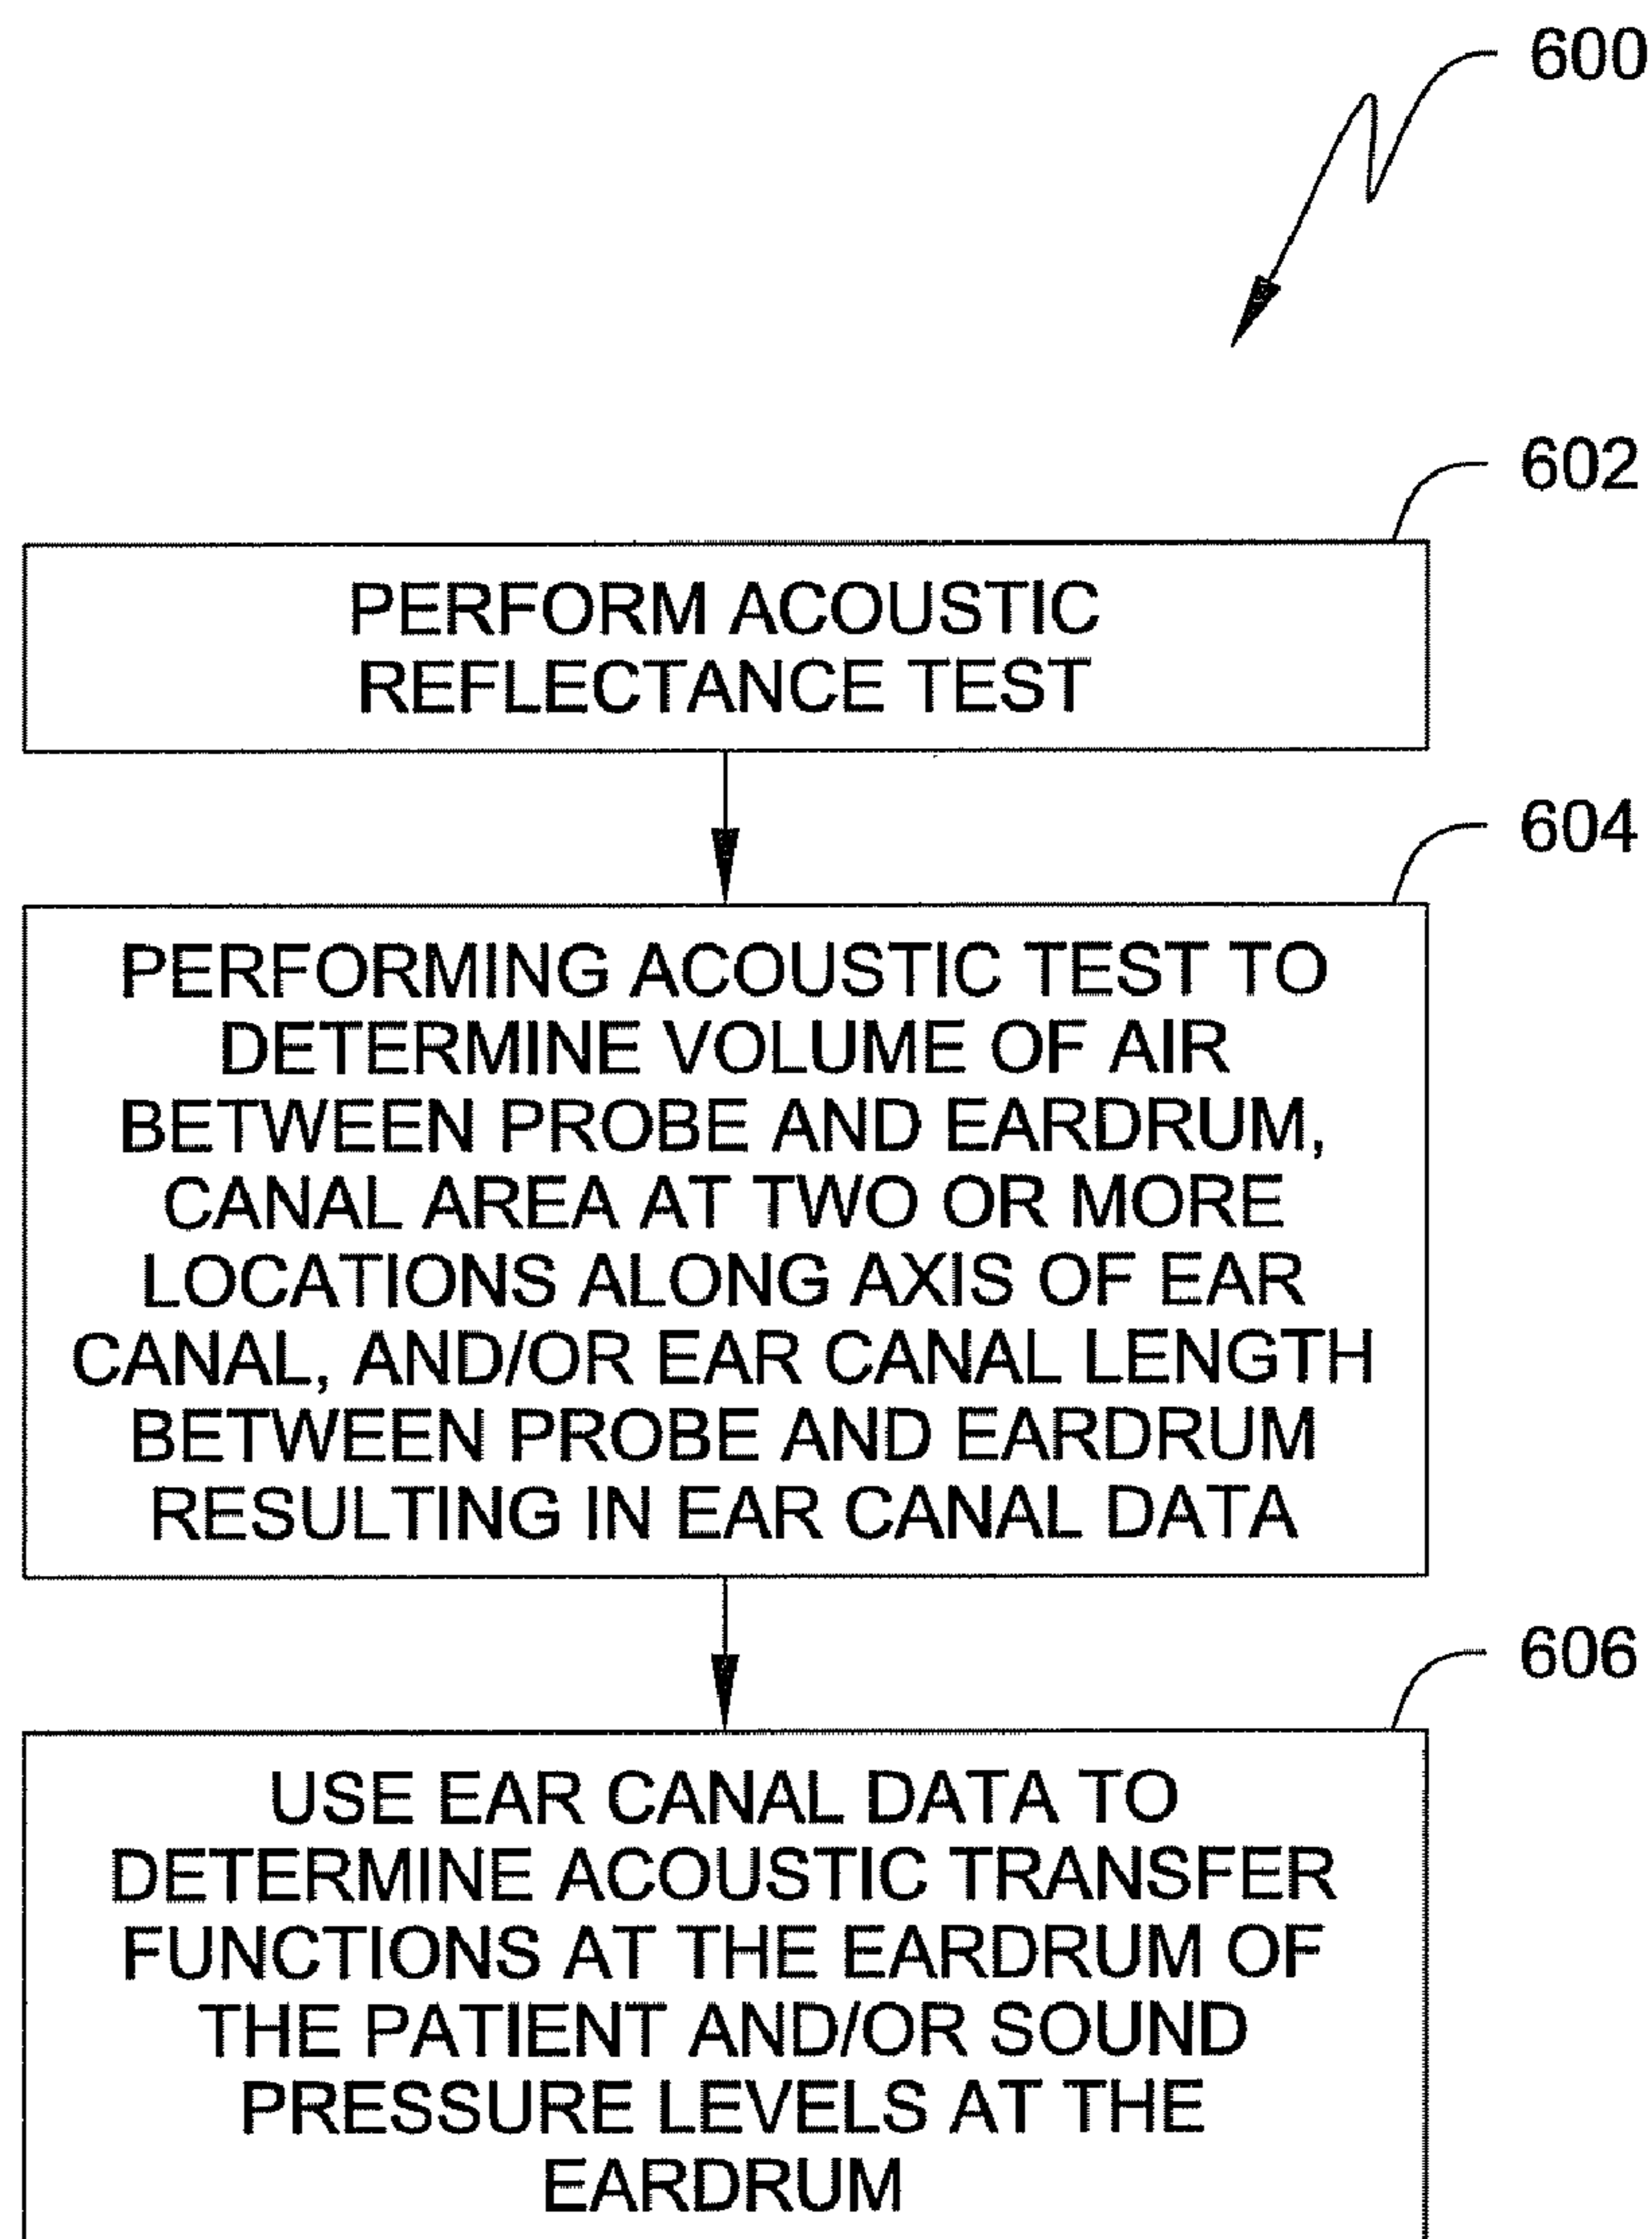 600
602
PERFORM ACOUSTIC
REFLECTANCE TEST
604
PERFORMING ACOUSTIC TEST TO
DETERMINE VOLUME OF AIR
BETWEEN PROBE AND EARDRUM,
CANAL AREA AT TWO OR MORE
LOCATIONS ALONG AXIS OF EAR
CANAL, AND/OR EAR CANAL LENGTH
BETWEEN PROBE AND EARDRUM
RESULTING IN EAR CANAL DATA
606
USE EAR CANAL DATA TO
DETERMINE ACOUSTIC TRANSFER
FUNCTIONS AT THE EARDRUM OF
THE PATIENT AND/OR SOUND
PRESSURE LEVELS AT THE
EARDRUM